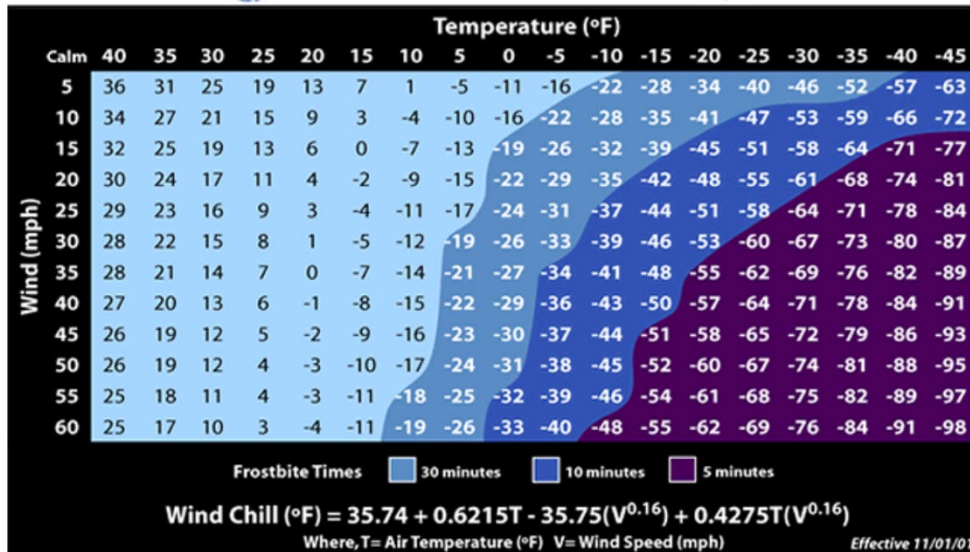 Temperature (ºF)
Calm 40 35 30 25 20 15 10 5 0 -5 -10 -15 -20 -25 -30 -35 -40 -45
5 36 31 25 19 13 7 1 -5 -11 -16 -22 -28 -34 -40 -46 -52 -57 -63
10 34 27 21 15 9 3 -4 -10 -16 -22 -28 -35 -41 -47 -53 -59 -66 -72
15 32 25 19 13 6 0 -7 -13 -19 -26 -32 -39 -45 -51 -58 -64 -71 -77
20 30 24 17 11 4 -2 -9 -15 -22 -29 -35 -42 -48 -55 -61 -68 -74 -81
25 29 23 16 9 3 -4 -11 -17 -24 -31 -37 -44 -51 -58 -64 -71 -78 -84
30 28 22 15 8 1 -5 -12 -19 -26 -33 -39 -46 -53 -60 -67 -73 -80 -87
35 28 21 14 7 0 -7 -14 -21 -27 -34 -41 -48 -55 -62 -69 -76 -82 -89
40 27 20 13 6 -1 -8 -15 -22 -29 -36 -43 -50 -57 -64 -71 -78 -84 -91
45 26 19 12 5 -2 -9 -16 -23 -30 -37 -44 -51 -58 -65 -72 -79 -86 -93
50 26 19 12 4 -3 -10 -17 -24 -31 -38 -45 -52 -60 -67 -74 -81 -88 -95
55 25 18 11 4 -3 -11 -18 -25 -32 -39 -46 -54 -61 -68 -75 -82 -89 -97
60 25 17 10 3 -4 -11 -19 -26 -33 -40 -48 -55 -62 -69 -76 -84 -91 -98
Wind (mph)
Frostbite Times 30 minutes 10 minutes 5 minutes
Wind Chill (ºF) = 35.74 + 0.6215T - 35.75(V^0.16) + 0.4275T(V^0.16)
Where, T= Air Temperature (ºF) V= Wind Speed (mph)